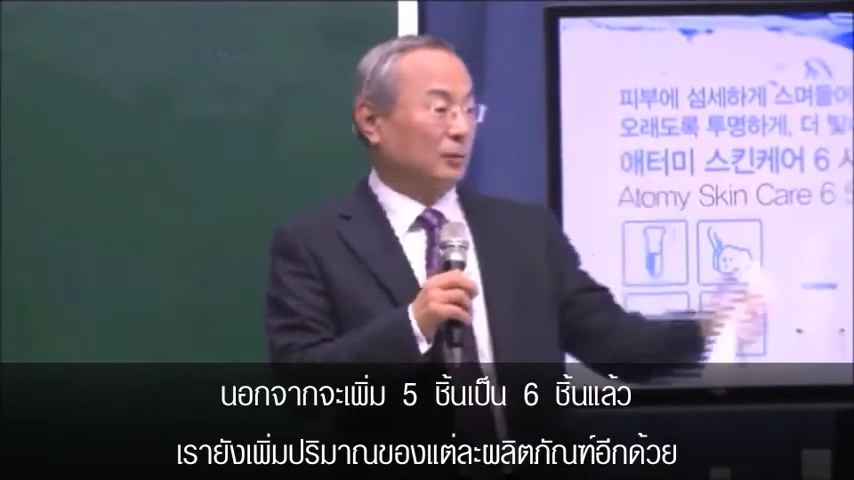 피부에 섬세하게 스며들어
오래도록 투명하게, 더
애터미 스킨케어 6
Atomy Skin Care 6 S
นอกจากจะเพิ่ม 5 ชิ้นเป็น 6 ชิ้นแล้ว
เรายังเพิ่มปริมาณของแต่ละผลิตภัณฑ์อีกด้วย